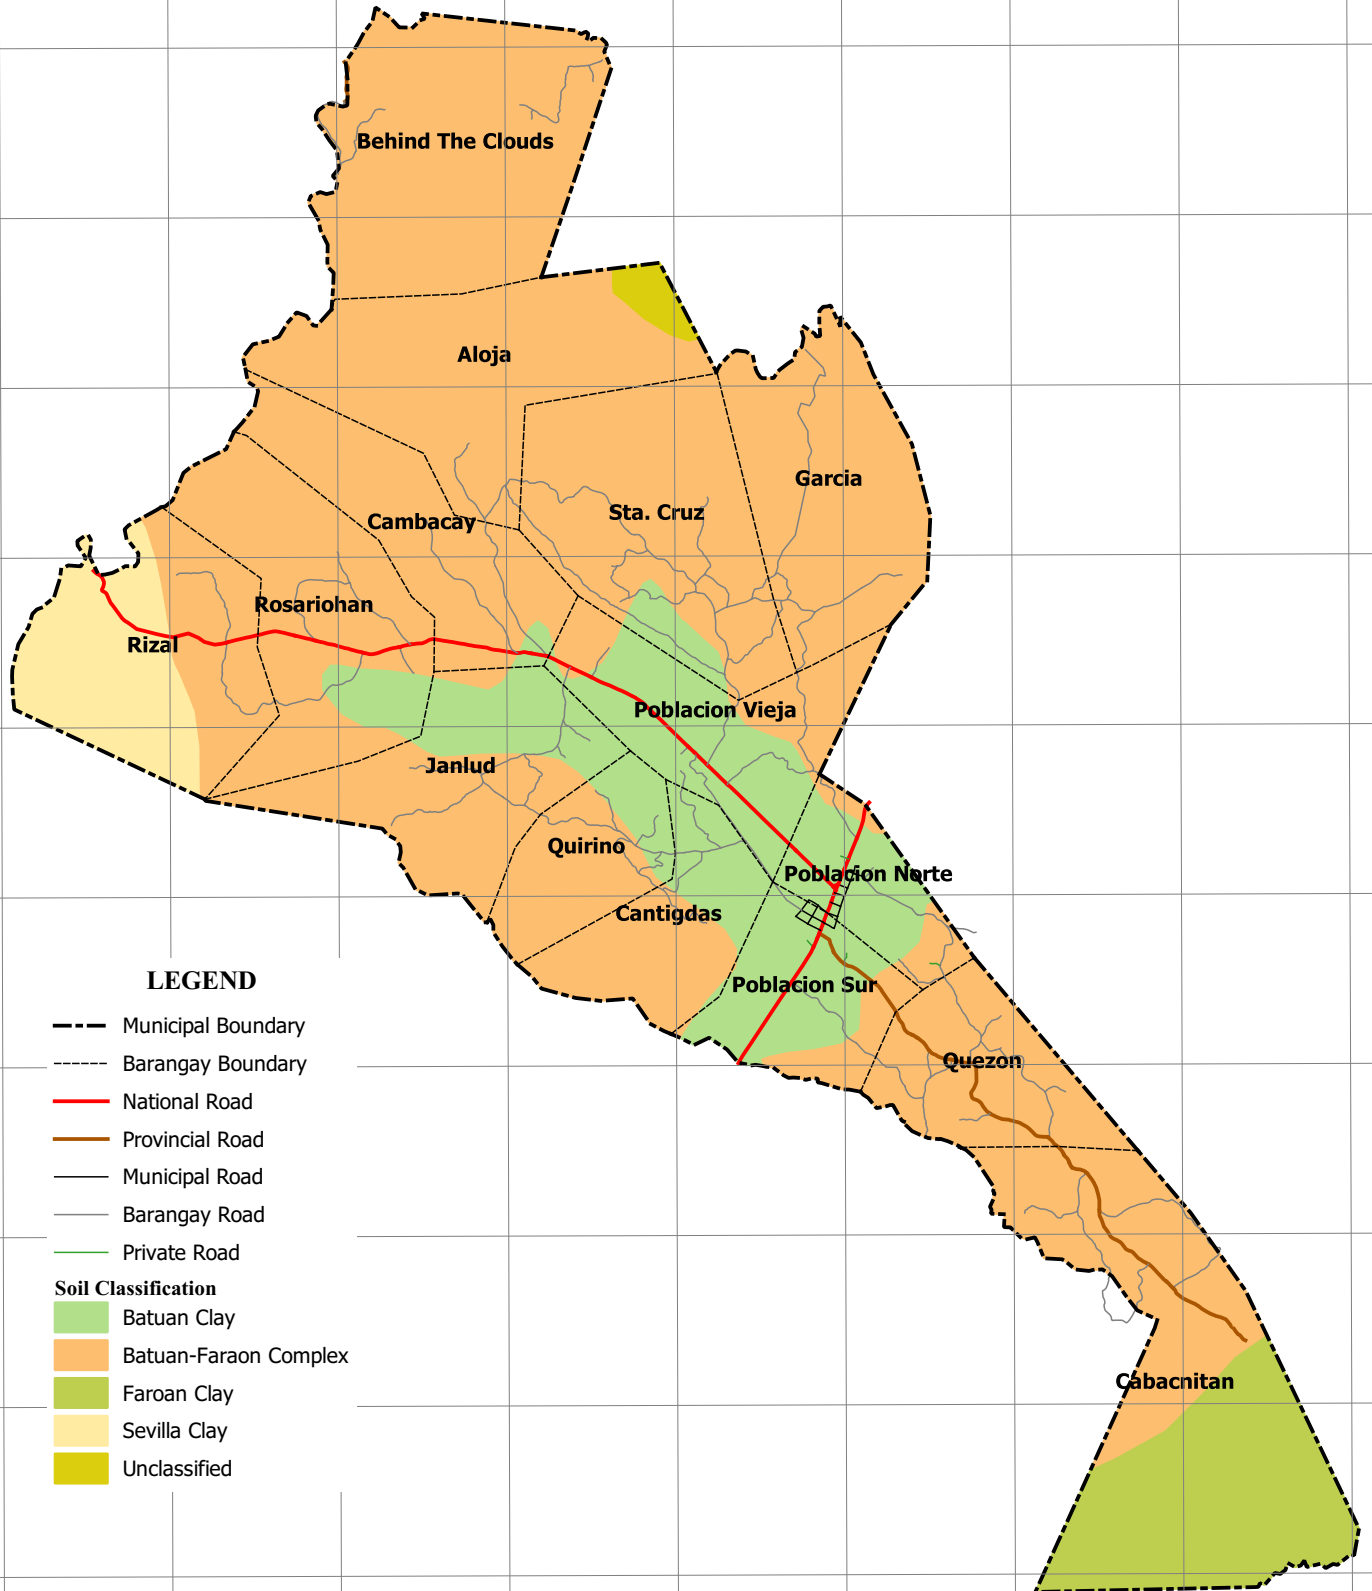 Behind The Clouds
Aloja
Garcia
Sta. Cruz
Cambacay
Rosariohan
Rizal
Poblacion Vieja
Janlud
Quirino
Poblacion Norte
Cantigdas
Poblacion Sur
Quezon
Cabacnitan
LEGEND
Municipal Boundary
Barangay Boundary
National Road
Provincial Road
Municipal Road
Barangay Road
Private Road
Soil Classification
Batuan Clay
Batuan-Faraon Complex
Faroan Clay
Sevilla Clay
Unclassified